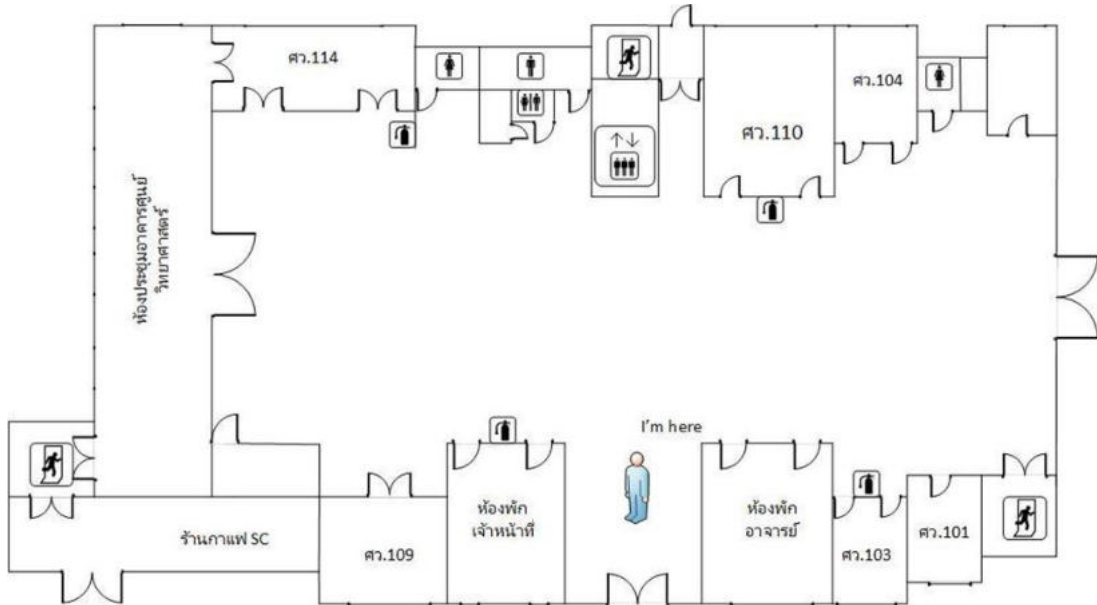 ศว.114
ศว.104
ศว.110
ห้องประชุมอาคารศูนย์
วิทยาศาสตร์
I'm here
ห้องพัก
เจ้าหน้าที่
ห้องพัก
อาจารย์
ร้านกาแฟ SC
ศว.109
ศว.103
ศว.101